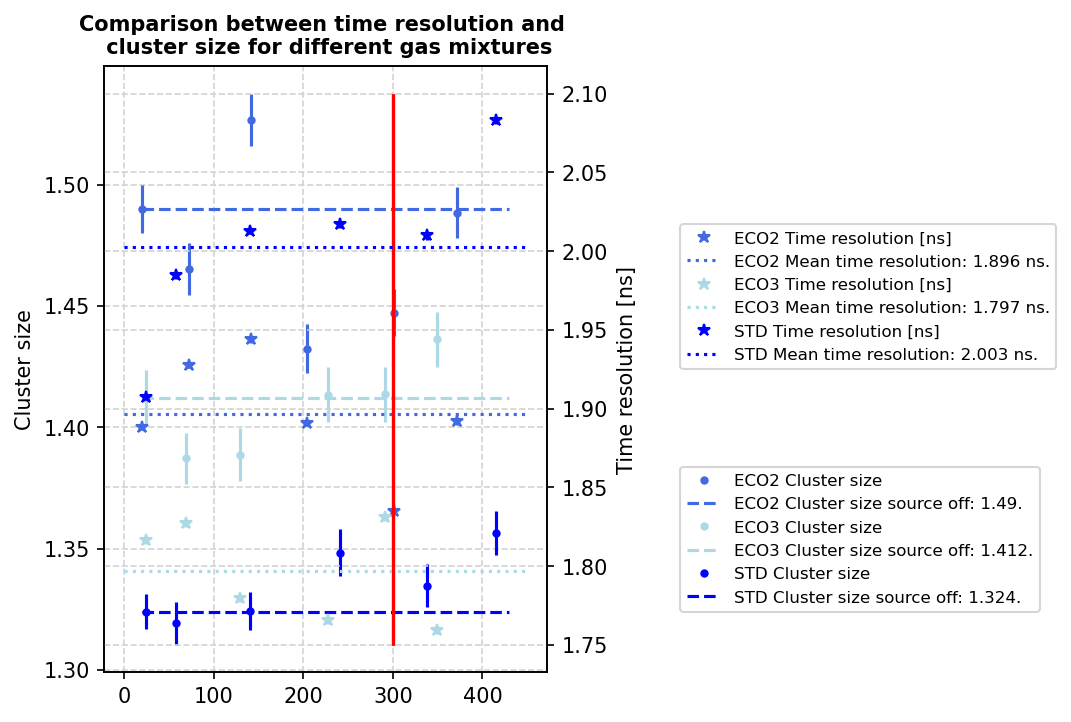 Comparison between time resolution and
cluster size for different gas mixtures
Cluster size
1.50
1.45
1.40
1.35
1.30
0 100 200 300 400
2.10
2.05
2.00
1.95
1.90
1.85
1.80
1.75
Time resolution [ns]
ECO2 Time resolution [ns]
ECO2 Mean time resolution: 1.896 ns.
ECO3 Time resolution [ns]
ECO3 Mean time resolution: 1.797 ns.
STD Time resolution [ns]
STD Mean time resolution: 2.003 ns.
ECO2 Cluster size
ECO2 Cluster size source off: 1.49.
ECO3 Cluster size
ECO3 Cluster size source off: 1.412.
STD Cluster size
STD Cluster size source off: 1.324.